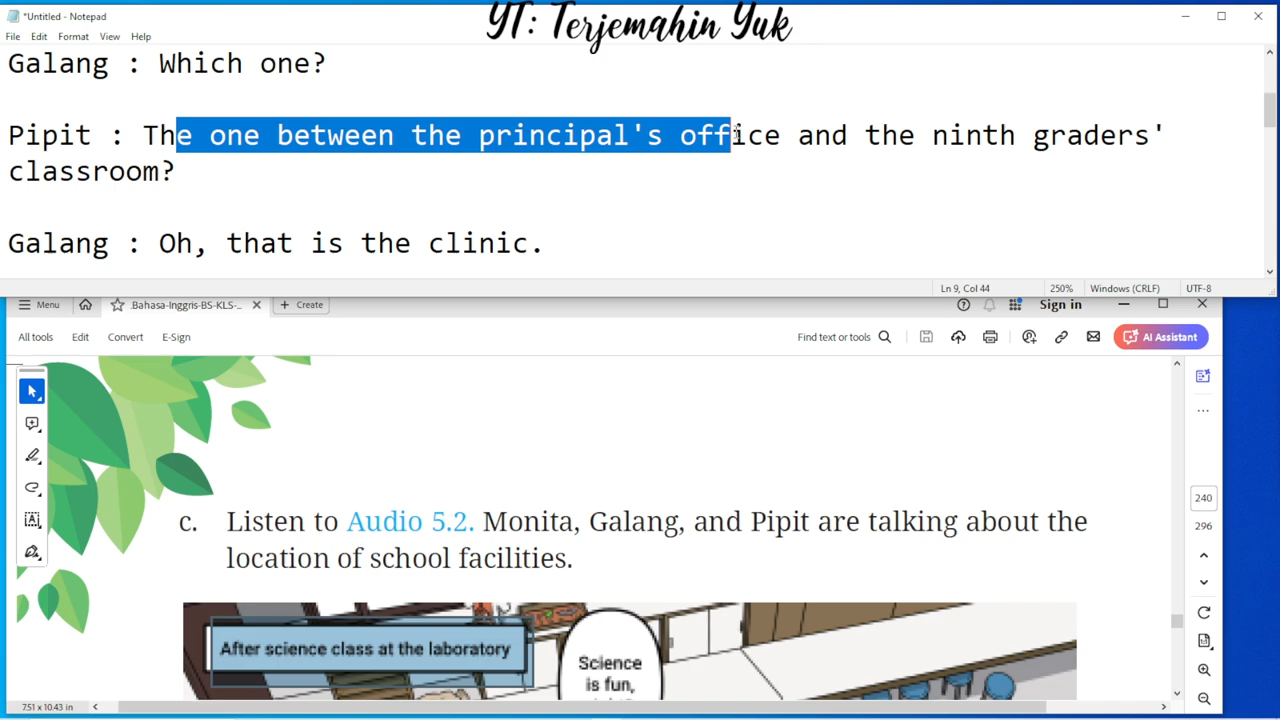 *Untitled - Notepad
YT: Terjemahin Yuk
File Edit Format View Help
Galang : Which one?
Pipit : The one between the principal's office and the ninth graders'
classroom?
Galang : Oh, that is the clinic.
Ln 9, Col 44 250% Windows (CRLF) UTF-8
Menu Bahasa-Inggris-BS-KLS-... Create Sign in
All tools Edit Convert E-Sign Find text or tools AI Assistant
c. Listen to Audio 5.2. Monita, Galang, and Pipit are talking about the
location of school facilities.
240
296
After science class at the laboratory
Science
is fun,
7.51 x 10.43 in